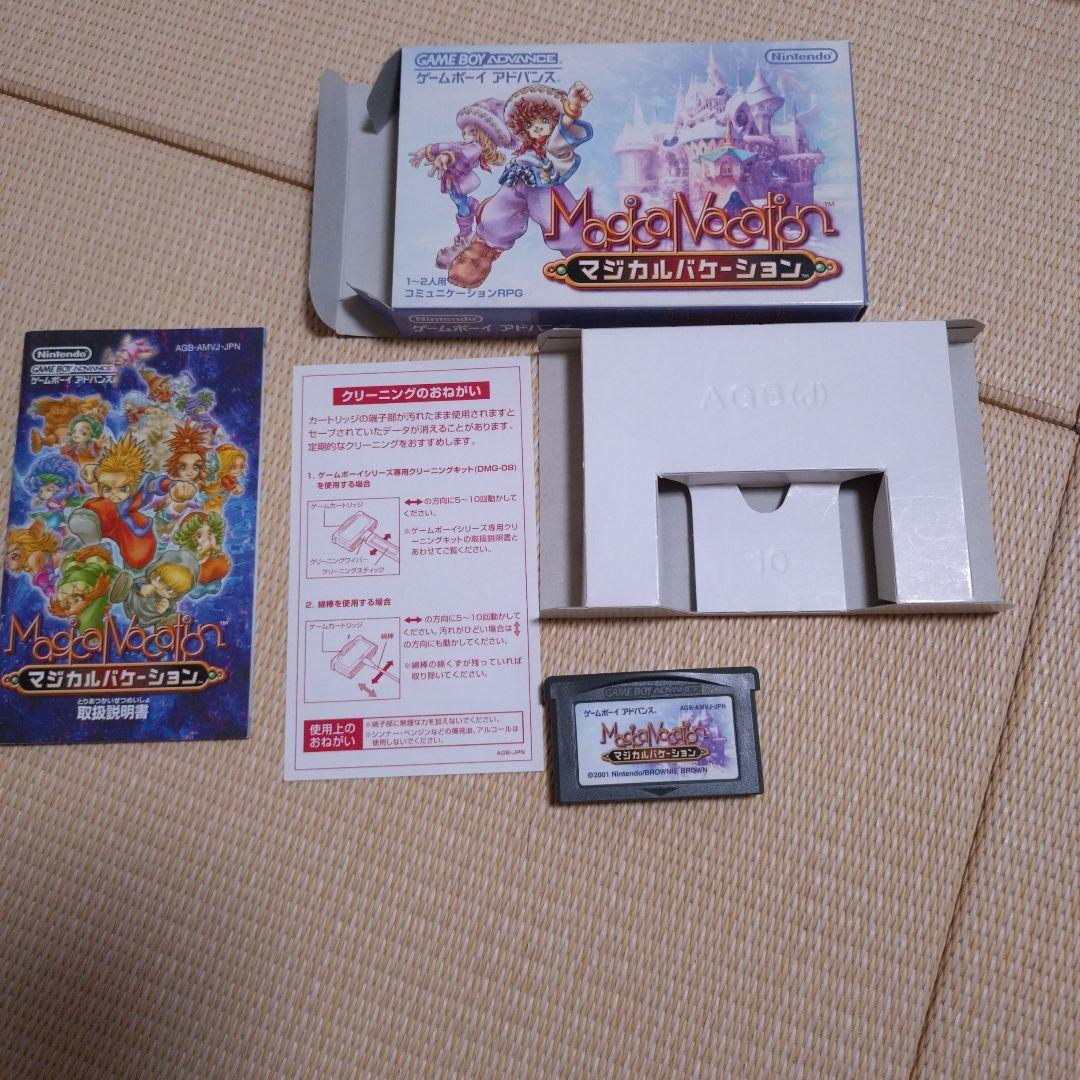 GAME BOY ADVANCE
ゲームボーイ アドバンス
Nintendo
Magical Vacation™
マジカルバケーション™
1〜2人用
コミュニケーションRPG
Nintendo
ゲームボーイ アドバンス
Nintendo
AGB-AMVJ-JPN
GAME BOY ADVANCE
ゲームボーイ アドバンス
Magical Vacation™
マジカルバケーション™
とりあつかいせつめいしょ
取扱説明書
クリーニングのおねがい
カートリッジの端子部が汚れたまま使用されますと
セーブされていたデータが消えることがあります。
定期的なクリーニングをおすすめします。
1. ゲームボーイシリーズ専用クリーニングキット(DMG-08)
を使用する場合
ゲームカートリッジ
クリーニングワイパー
クリーニングスティック
↔の方向に5〜10回動かして
ください。
※ゲームボーイシリーズ専用クリ
ーニングキットの取扱説明書と
あわせてご覧ください。
2. 綿棒を使用する場合
ゲームカートリッジ
綿棒
↔の方向に5〜10回動かして
ください。汚れがひどい場合は↕
の方向にも動かしてください。
※綿棒の綿くずが残っていれば
取り除いてください。
使用上の
おねがい
※端子部に無理な力を加えないでください。
※シンナー・ベンジンなどの揮発油、アルコールは
使用しないでください。
AGB-JPN
AGB(J)
10
GAME BOY ADVANCE
ゲームボーイ アドバンス
AGB-AMVJ-JPN
Magical Vacation
マジカルバケーション
©2001 Nintendo/BROWNIE BROWN